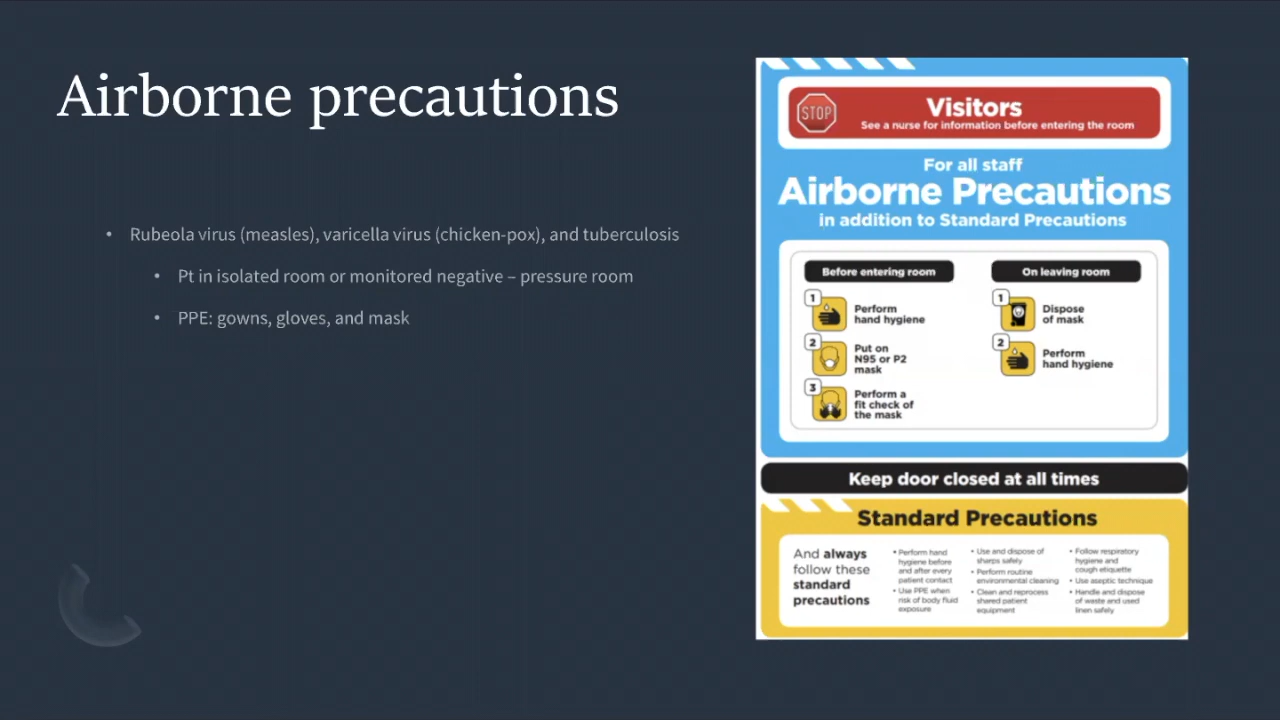 Airborne precautions
• Rubeola virus (measles), varicella virus (chicken-pox), and tuberculosis
• Pt in isolated room or monitored negative – pressure room
• PPE: gowns, gloves, and mask
STOP
Visitors
See a nurse for information before entering the room
For all staff
Airborne Precautions
in addition to Standard Precautions
Before entering room
1
Perform
hand hygiene
2
Put on
N95 or P2
mask
3
Perform a
fit check of
the mask
On leaving room
1
Dispose
of mask
2
Perform
hand hygiene
Keep door closed at all times
Standard Precautions
And always
follow these
standard
precautions
• Perform hand
hygiene before
and after every
patient contact
• Use PPE when
risk of body fluid
exposure
• Use and dispose of
sharps safely
• Perform routine
environmental cleaning
• Clean and reprocess
shared patient
equipment
• Follow respiratory
hygiene and
cough etiquette
• Use aseptic technique
• Handle and dispose
of waste and used
linen safely